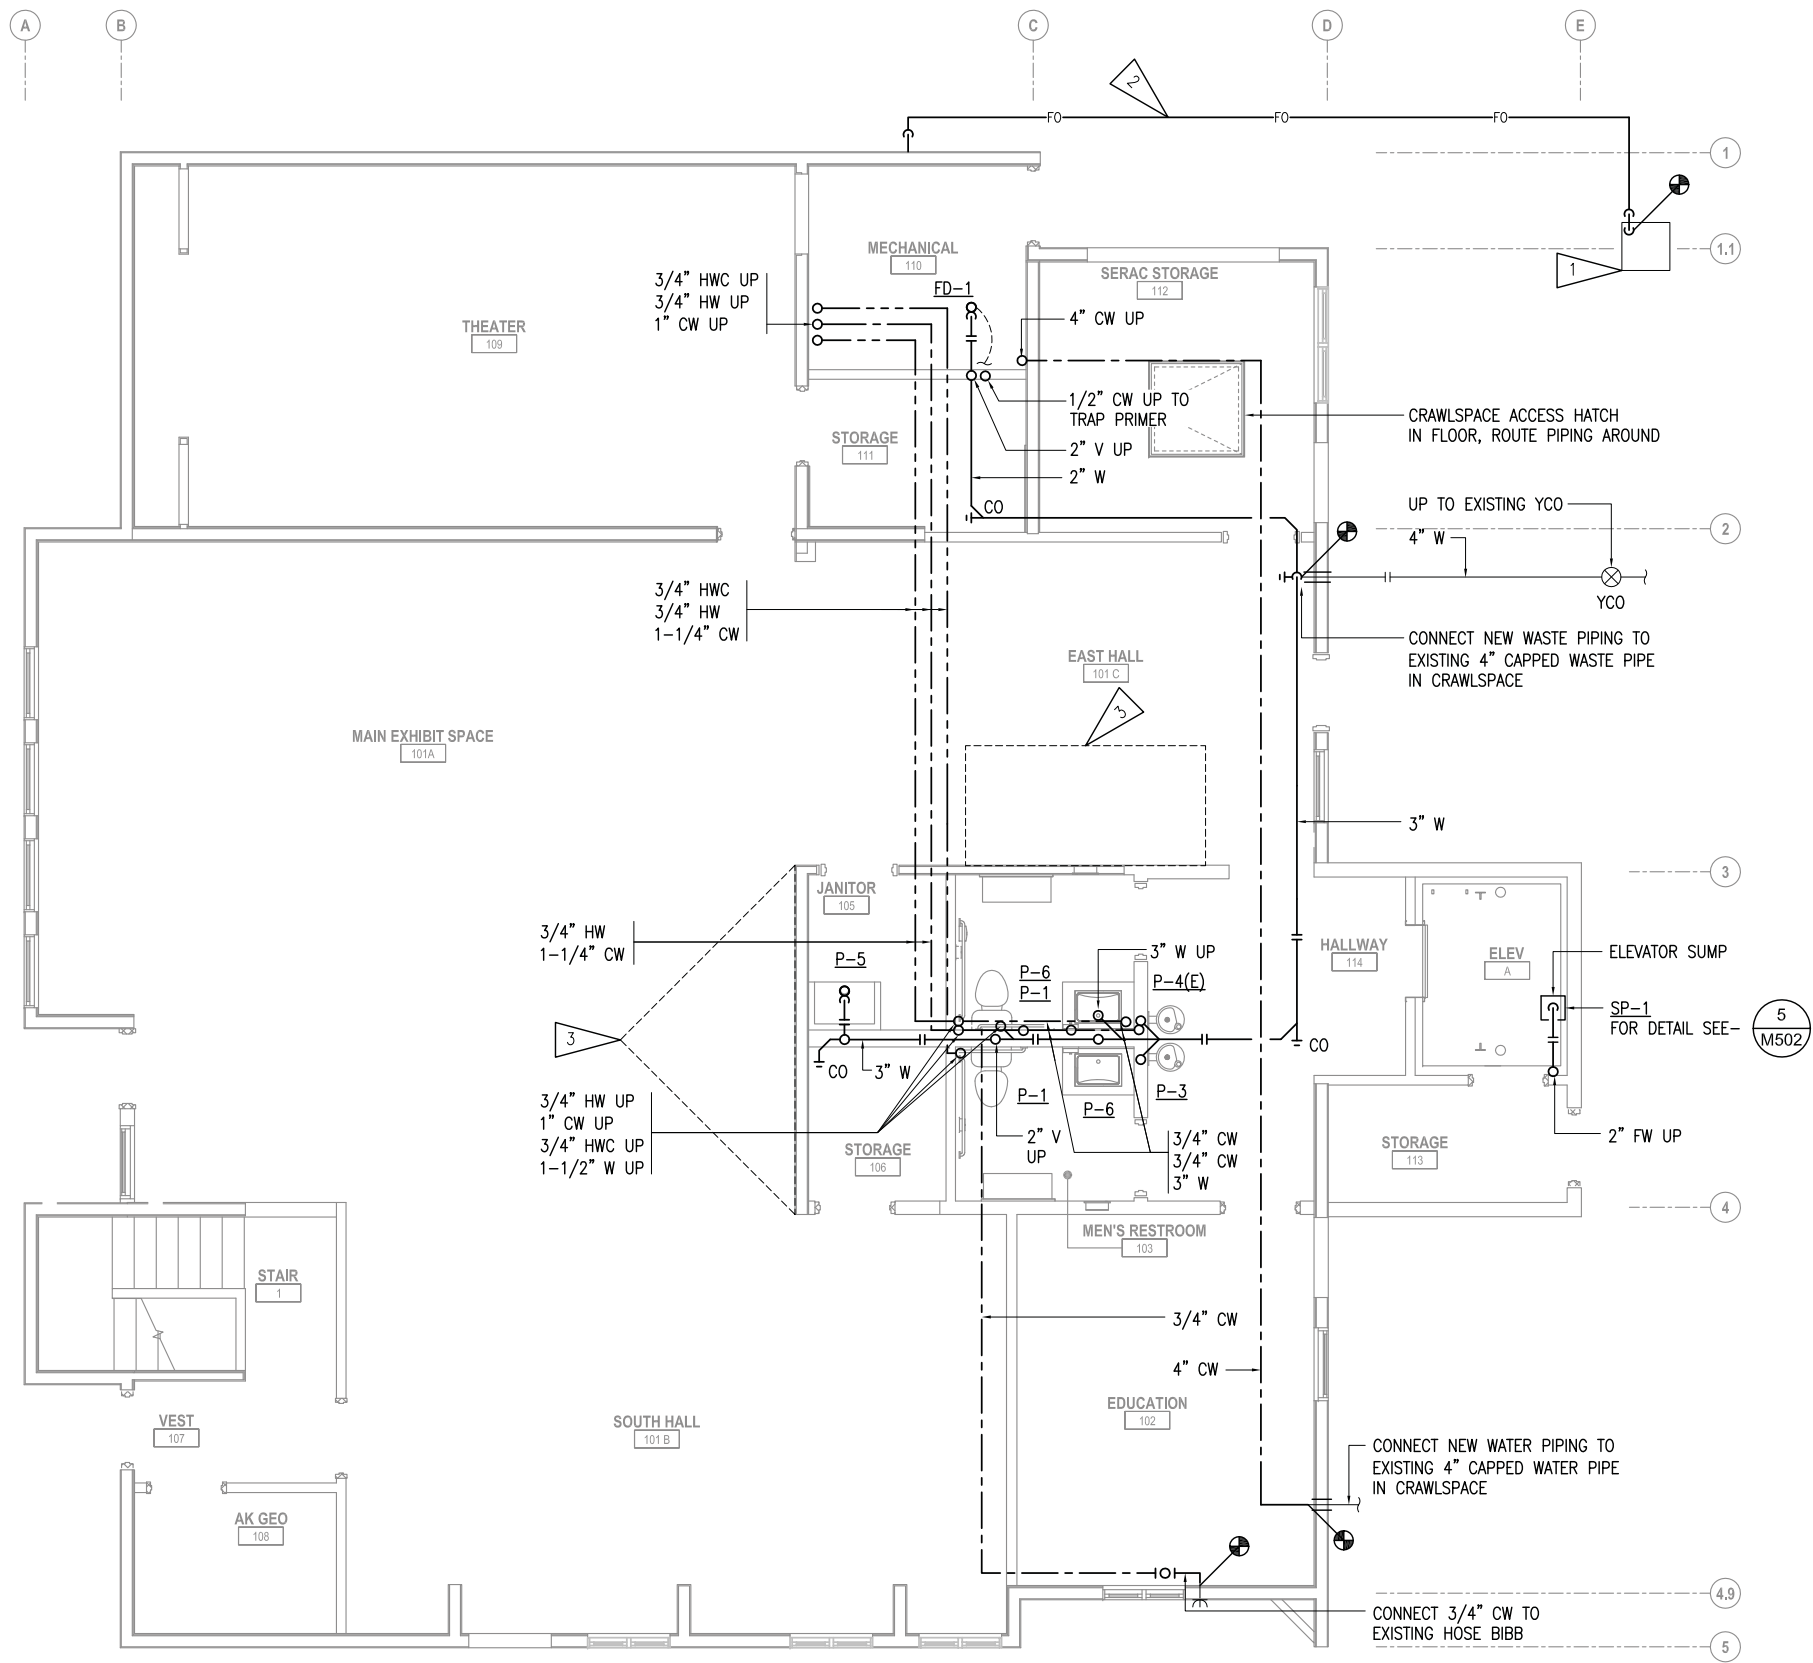 A
B
C
D
E
2
FO
FO
FO
1
1.1
1
MECHANICAL
110
SERAC STORAGE
112
3/4" HWC UP
3/4" HW UP
1" CW UP
FD-1
4" CW UP
THEATER
109
1/2" CW UP TO
TRAP PRIMER
CRAWLSPACE ACCESS HATCH
IN FLOOR, ROUTE PIPING AROUND
STORAGE
111
2" V UP
2" W
CO
UP TO EXISTING YCO
4" W
2
YCO
3/4" HWC
3/4" HW
1-1/4" CW
CONNECT NEW WASTE PIPING TO
EXISTING 4" CAPPED WASTE PIPE
IN CRAWLSPACE
EAST HALL
101 C
3
MAIN EXHIBIT SPACE
101A
3" W
3
JANITOR
105
3/4" HW
1-1/4" CW
P-5
3" W UP
P-6
P-1
P-4(E)
HALLWAY
114
ELEV
A
ELEVATOR SUMP
SP-1
FOR DETAIL SEE-
5
M502
3
CO
3" W
CO
P-1
P-6
P-3
3/4" HW UP
1" CW UP
3/4" HWC UP
1-1/2" W UP
2" V
UP
3/4" CW
3/4" CW
3" W
2" FW UP
STORAGE
106
STORAGE
113
4
MEN'S RESTROOM
103
STAIR
1
3/4" CW
4" CW
EDUCATION
102
VEST
107
SOUTH HALL
101 B
CONNECT NEW WATER PIPING TO
EXISTING 4" CAPPED WATER PIPE
IN CRAWLSPACE
AK GEO
108
4.9
CONNECT 3/4" CW TO
EXISTING HOSE BIBB
5